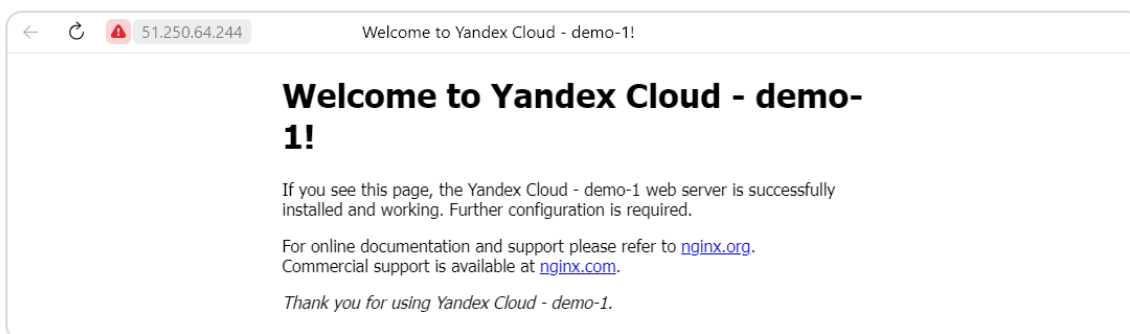 51.250.64.244 Welcome to Yandex Cloud - demo-1!
Welcome to Yandex Cloud - demo-
1!
If you see this page, the Yandex Cloud - demo-1 web server is successfully
installed and working. Further configuration is required.
For online documentation and support please refer to nginx.org.
Commercial support is available at nginx.com.
Thank you for using Yandex Cloud - demo-1.